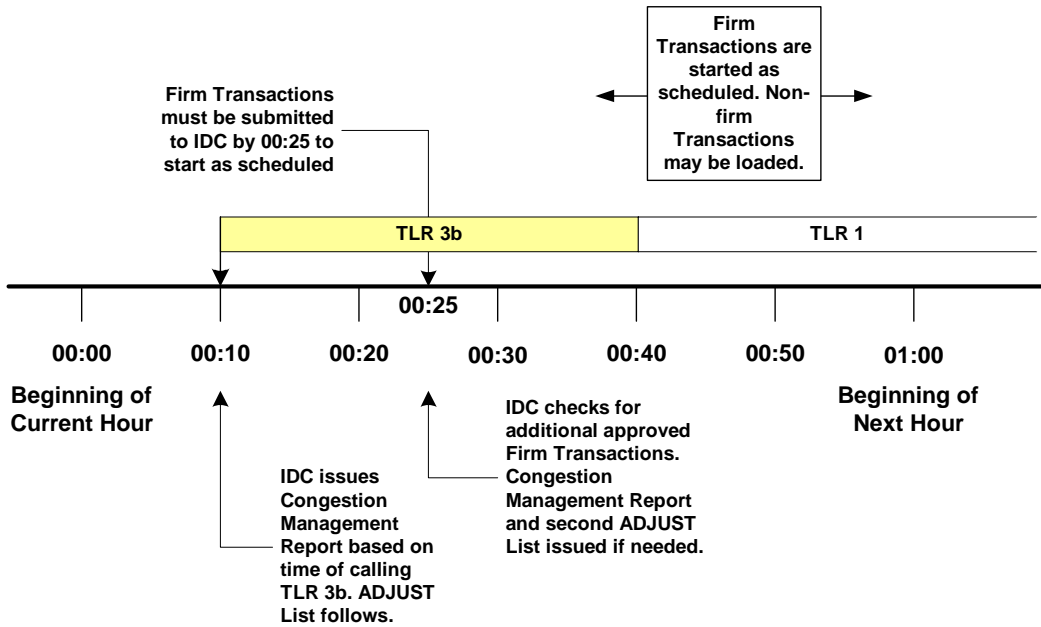 Firm
Transactions are
started as
scheduled. Non-
firm
Transactions
may be loaded.
Firm Transactions
must be submitted
to IDC by 00:25 to
start as scheduled
TLR 3b
TLR 1
00:25
00:00
00:10
00:20
00:30
00:40
00:50
01:00
Beginning of
Current Hour
Beginning of
Next Hour
IDC issues
Congestion
Management
Report based on
time of calling
TLR 3b. ADJUST
List follows.
IDC checks for
additional approved
Firm Transactions.
Congestion
Management Report
and second ADJUST
List issued if needed.